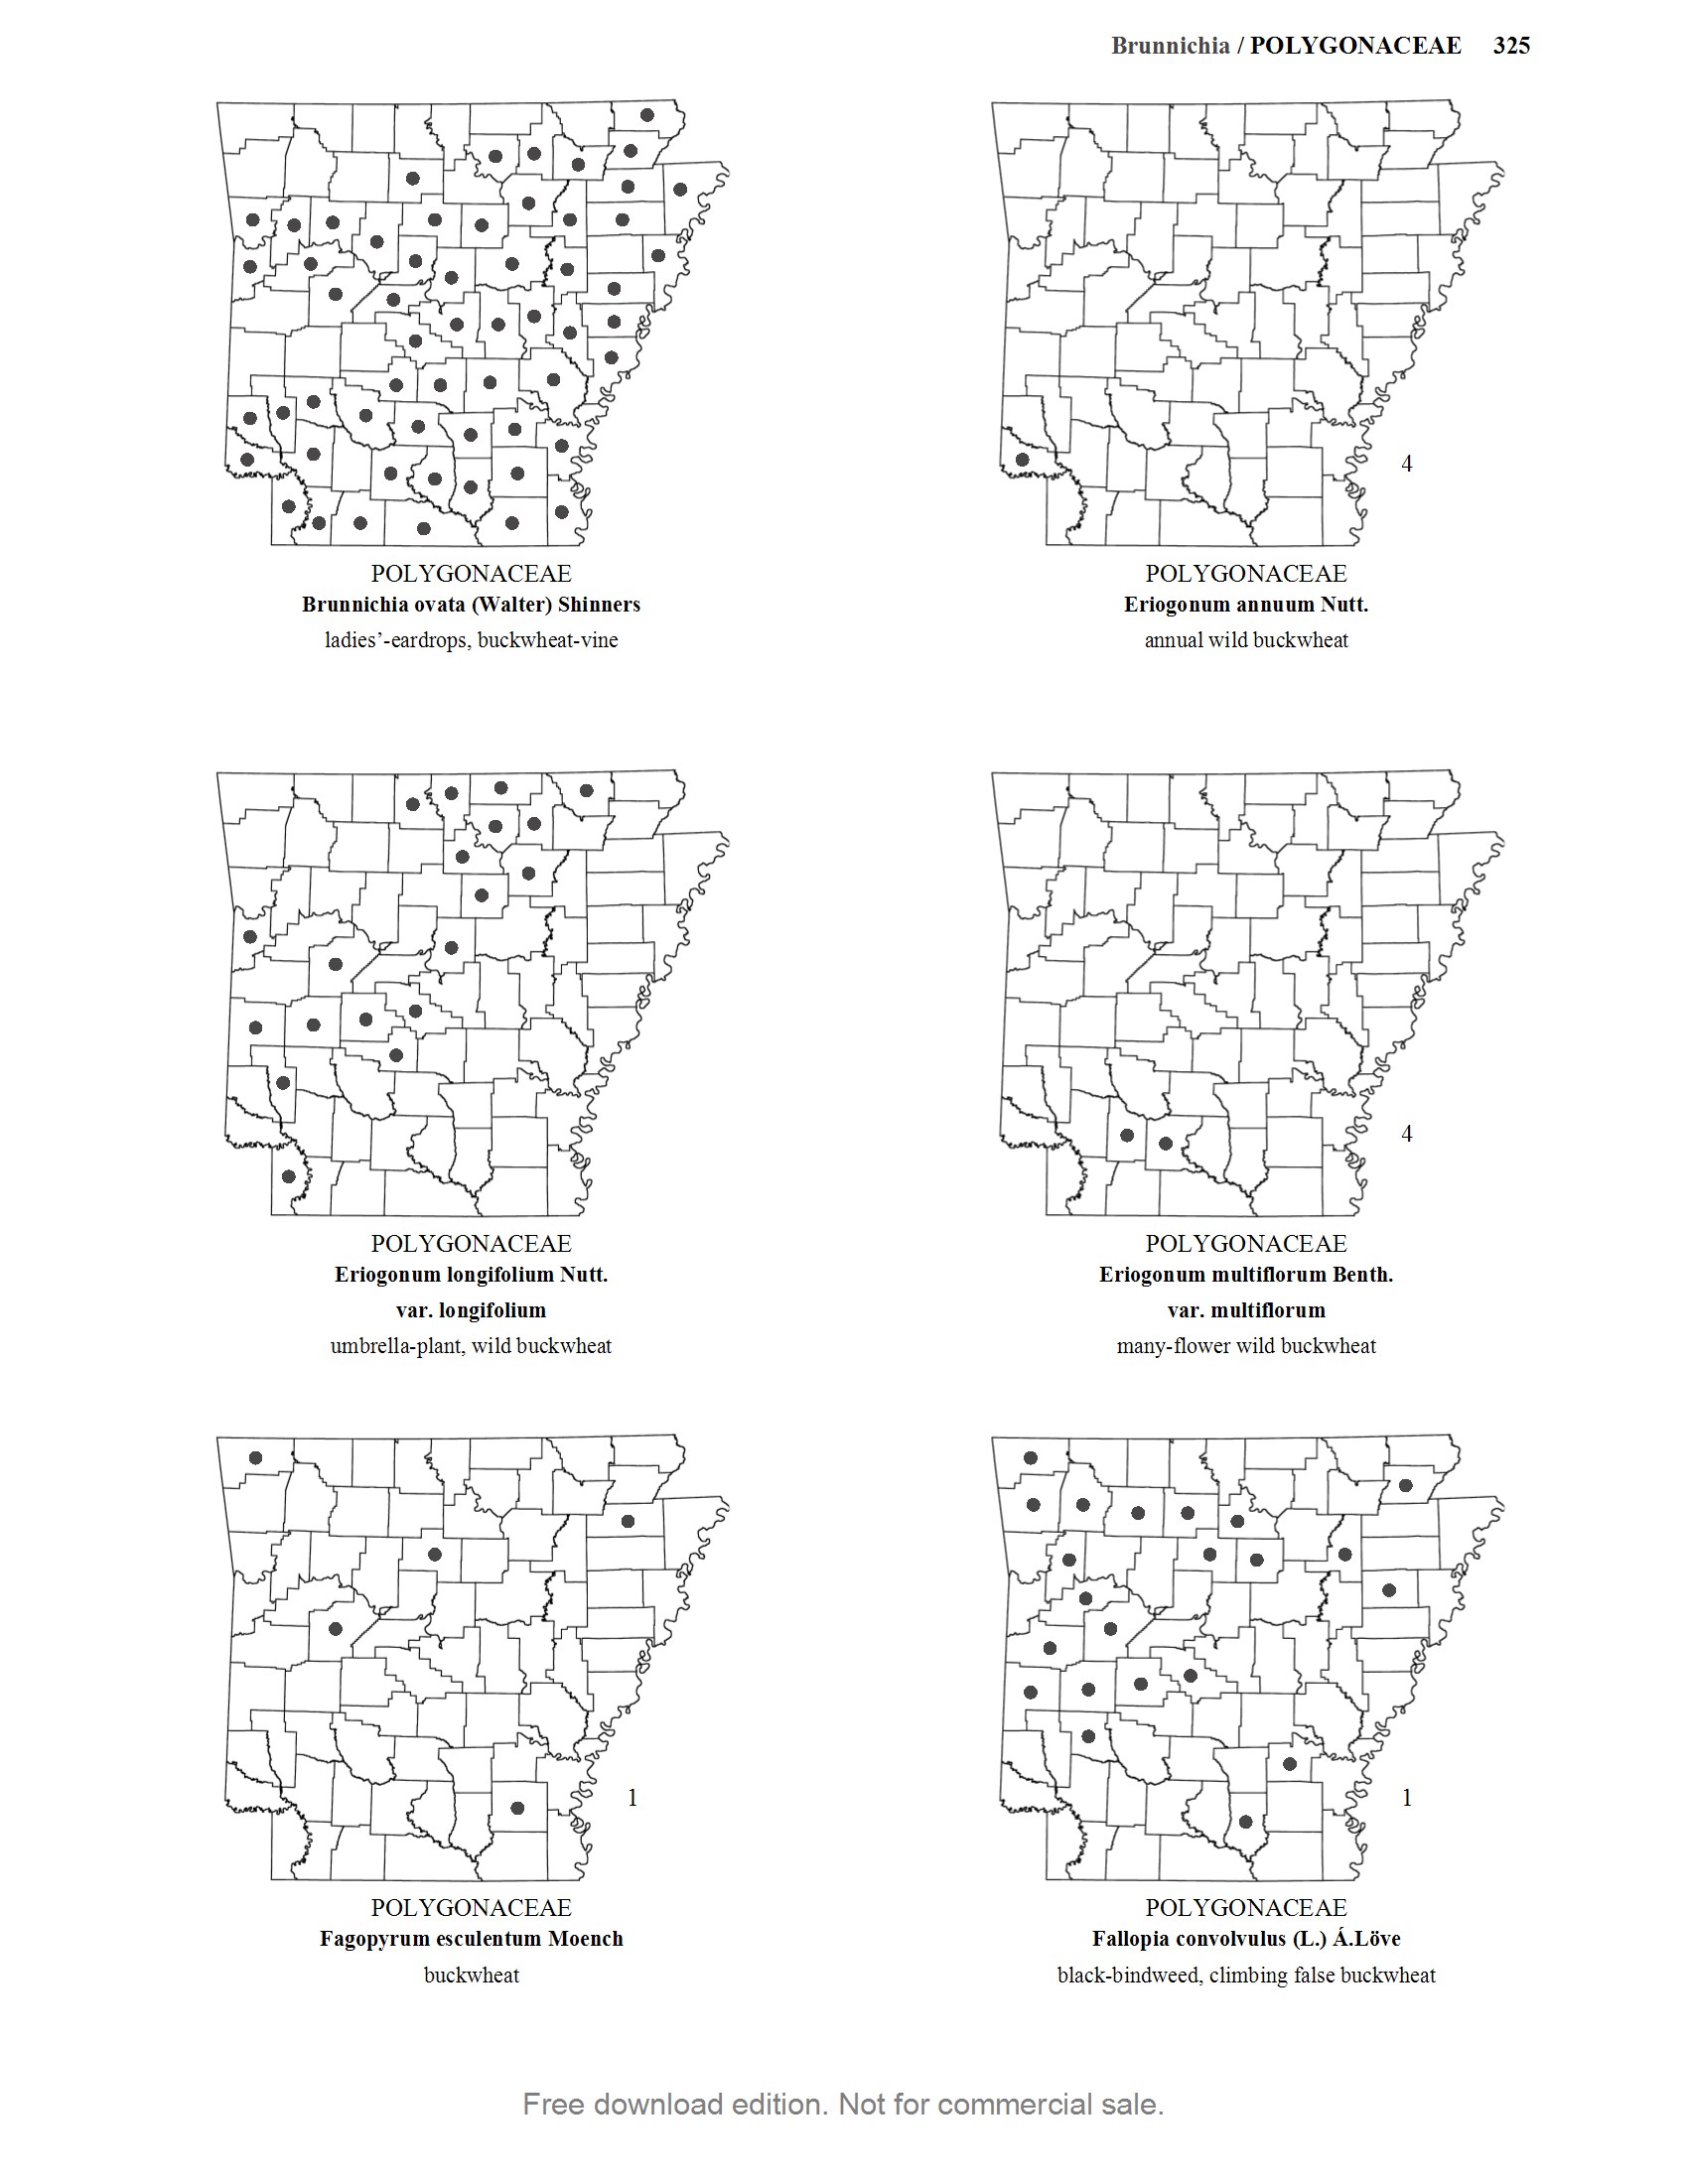 Brunnichia / POLYGONACEAE 325
POLYGONACEAE
Brunnichia ovata (Walter) Shinners
ladies’-eardrops, buckwheat-vine
4
POLYGONACEAE
Eriogonum annuum Nutt.
annual wild buckwheat
POLYGONACEAE
Eriogonum longifolium Nutt.
var. longifolium
umbrella-plant, wild buckwheat
4
POLYGONACEAE
Eriogonum multiflorum Benth.
var. multiflorum
many-flower wild buckwheat
1
POLYGONACEAE
Fagopyrum esculentum Moench
buckwheat
1
POLYGONACEAE
Fallopia convolvulus (L.) Á.Löve
black-bindweed, climbing false buckwheat
Free download edition. Not for commercial sale.